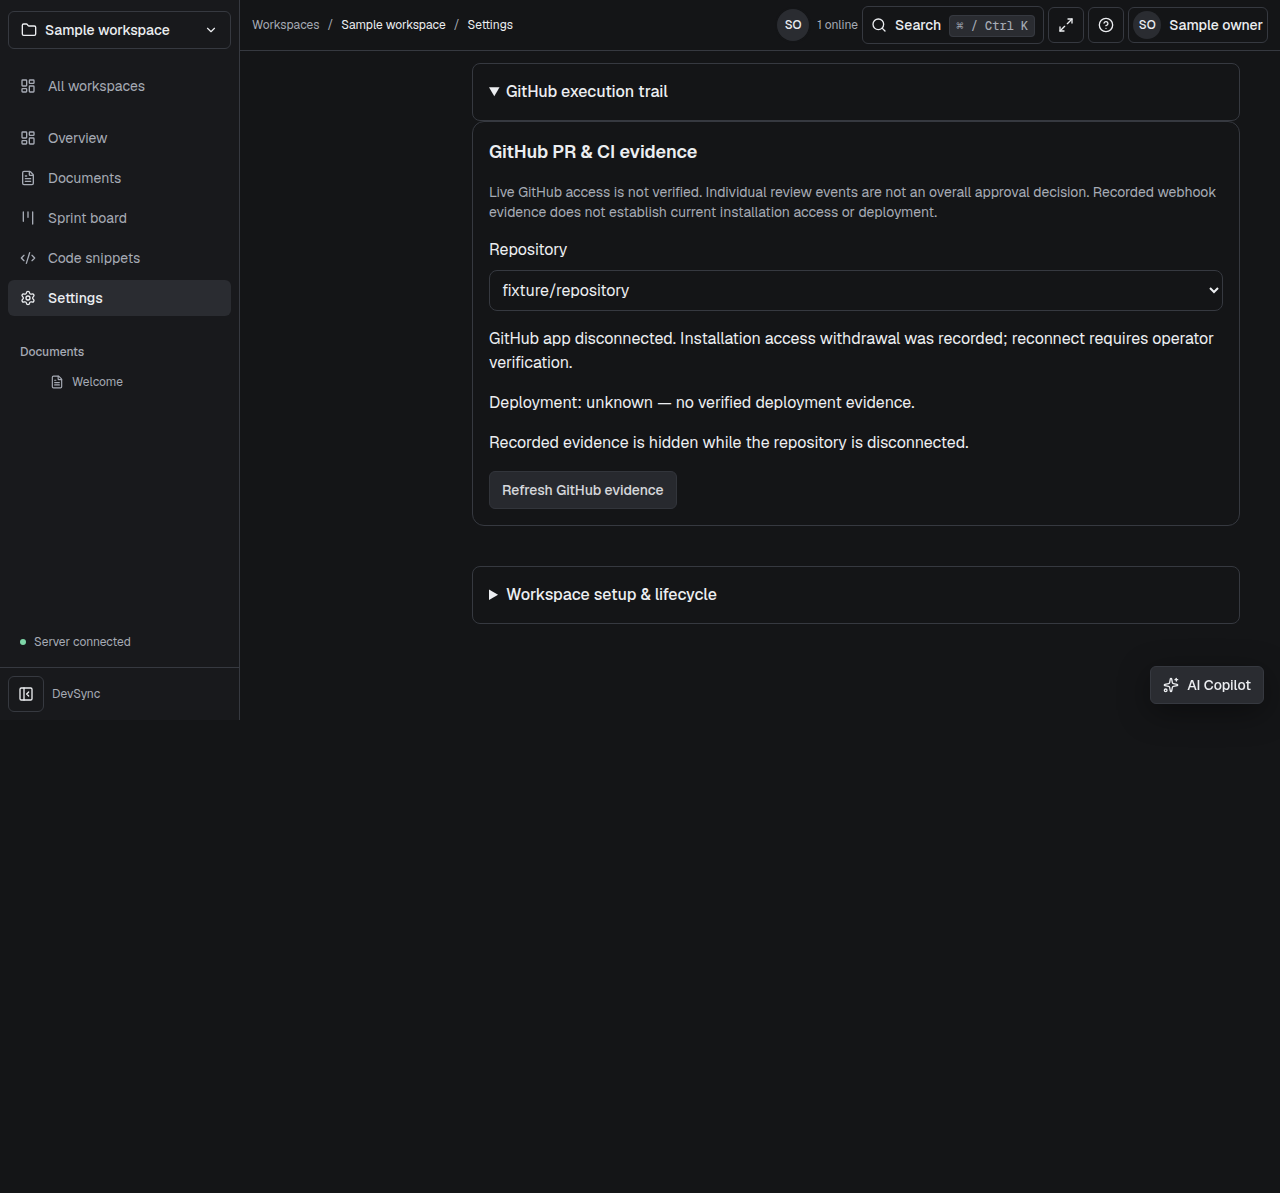 Sample workspace
Workspaces / Sample workspace / Settings
SO 1 online
Search ⌘ / Ctrl K
SO Sample owner
All workspaces
Overview
Documents
Sprint board
Code snippets
Settings
Documents
Welcome
Server connected
DevSync
GitHub execution trail
GitHub PR & CI evidence
Live GitHub access is not verified. Individual review events are not an overall approval decision. Recorded webhook
evidence does not establish current installation access or deployment.
Repository
fixture/repository
GitHub app disconnected. Installation access withdrawal was recorded; reconnect requires operator
verification.
Deployment: unknown — no verified deployment evidence.
Recorded evidence is hidden while the repository is disconnected.
Refresh GitHub evidence
Workspace setup & lifecycle
AI Copilot